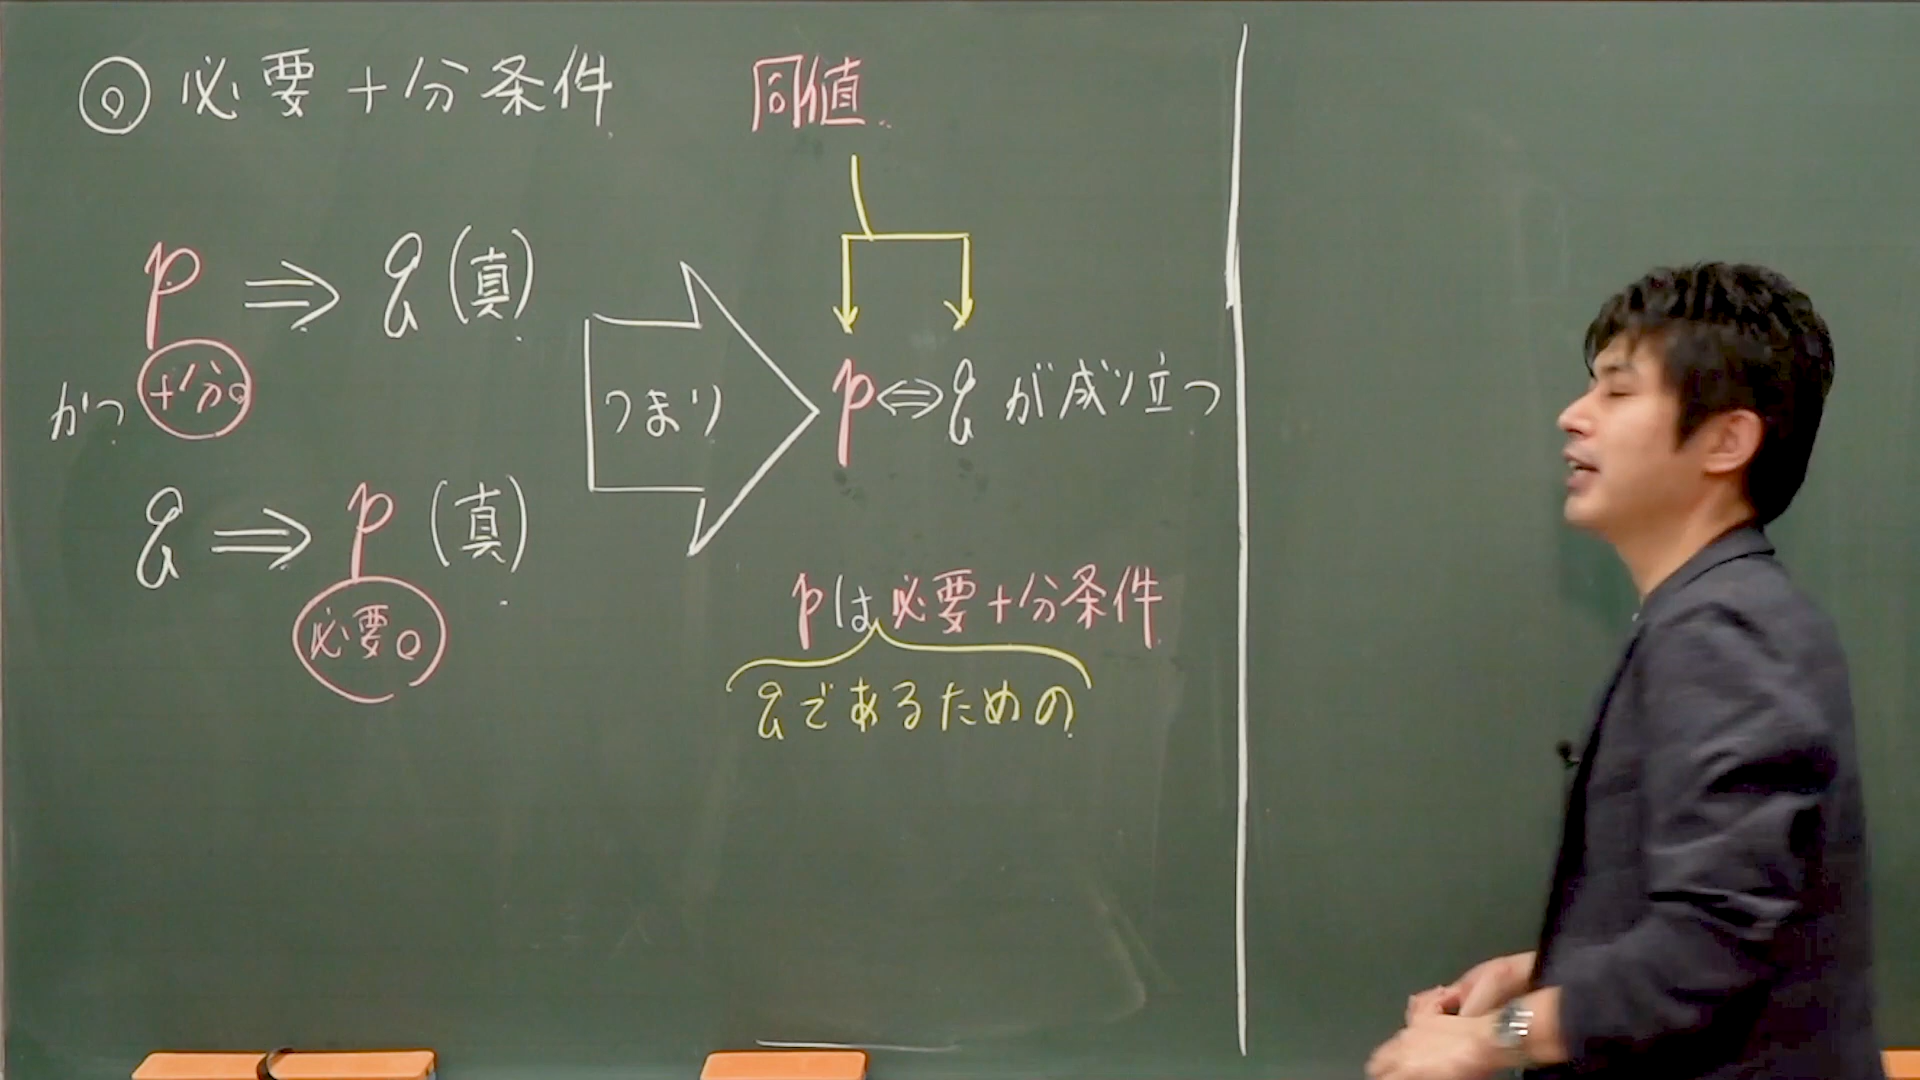 ◎ 必要十分条件
同値
p ⇒ q (真)
十分。
かつ
q ⇒ p (真)
必要。
つまり
p ⇔ q が成り立つ
pは必要十分条件
qであるための